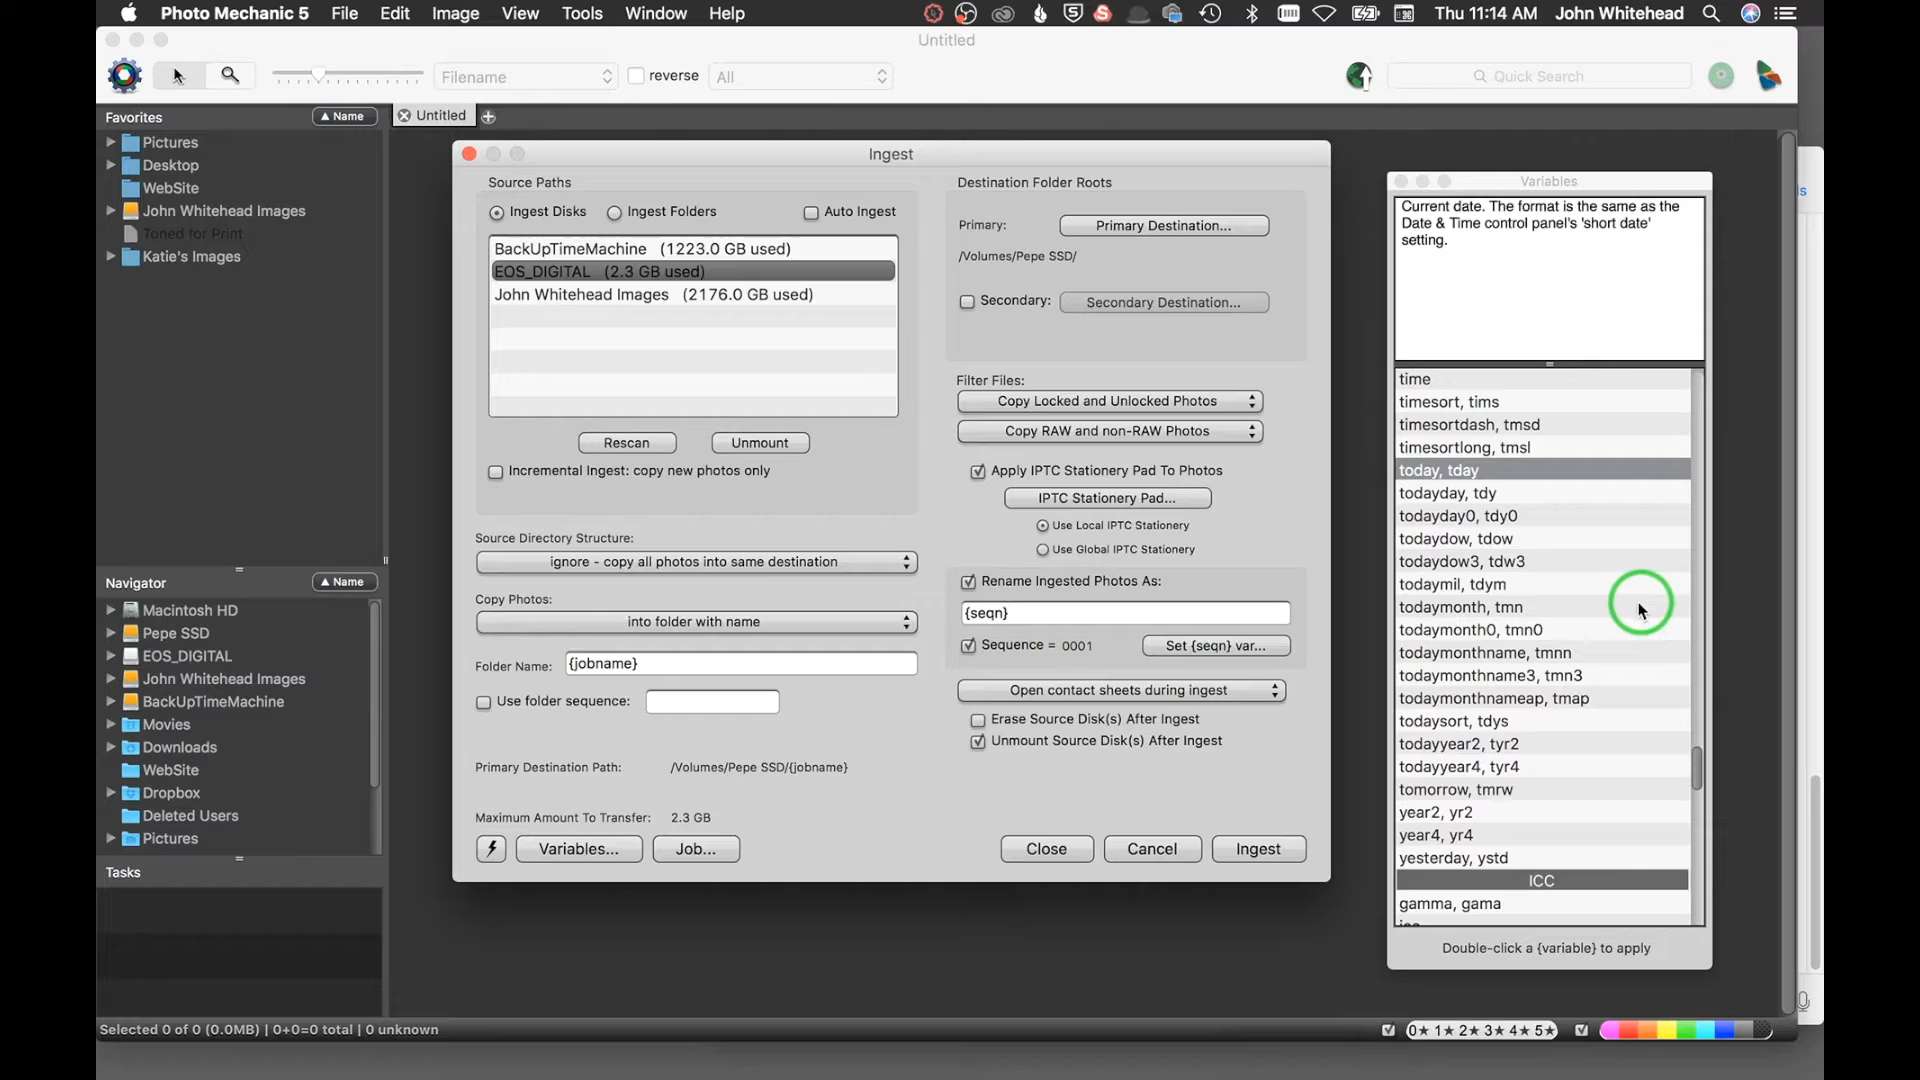 Photo Mechanic 5 File Edit Image View Tools Window Help Thu 11:14 AM John Whitehead
Untitled
Filename reverse All Quick Search
Favorites ▲ Name Untitled
Pictures
Desktop
WebSite
John Whitehead Images
Toned for Print
Katie's Images
Navigator ▲ Name
Macintosh HD
Pepe SSD
EOS_DIGITAL
John Whitehead Images
BackUpTimeMachine
Movies
Downloads
WebSite
Dropbox
Deleted Users
Pictures
Tasks
Ingest
Source Paths
Ingest Disks Ingest Folders Auto Ingest
BackUpTimeMachine (1223.0 GB used)
EOS_DIGITAL (2.3 GB used)
John Whitehead Images (2176.0 GB used)
Rescan Unmount
Incremental Ingest: copy new photos only
Source Directory Structure:
ignore - copy all photos into same destination
Copy Photos:
into folder with name
Folder Name: {jobname}
Use folder sequence:
Primary Destination Path: /Volumes/Pepe SSD/{jobname}
Maximum Amount To Transfer: 2.3 GB
Variables... Job...
Destination Folder Roots
Primary: Primary Destination...
/Volumes/Pepe SSD/
Secondary: Secondary Destination...
Filter Files:
Copy Locked and Unlocked Photos
Copy RAW and non-RAW Photos
Apply IPTC Stationery Pad To Photos
IPTC Stationery Pad...
Use Local IPTC Stationery
Use Global IPTC Stationery
Rename Ingested Photos As:
{seqn}
Sequence = 0001 Set {seqn} var...
Open contact sheets during ingest
Erase Source Disk(s) After Ingest
Unmount Source Disk(s) After Ingest
Close Cancel Ingest
Variables
Current date. The format is the same as the
Date & Time control panel's 'short date'
setting.
time
timesort, tims
timesortdash, tmsd
timesortlong, tmsl
today, tday
todayday, tdy
todayday0, tdy0
todaydow, tdow
todaydow3, tdw3
todaymil, tdym
todaymonth, tmn
todaymonth0, tmn0
todaymonthname, tmnn
todaymonthname3, tmn3
todaymonthnameap, tmap
todaysort, tdys
todayyear2, tyr2
todayyear4, tyr4
tomorrow, tmrw
year2, yr2
year4, yr4
yesterday, ystd
ICC
gamma, gama
Double-click a {variable} to apply
Selected 0 of 0 (0.0MB) | 0+0=0 total | 0 unknown 0★ 1★ 2★ 3★ 4★ 5★